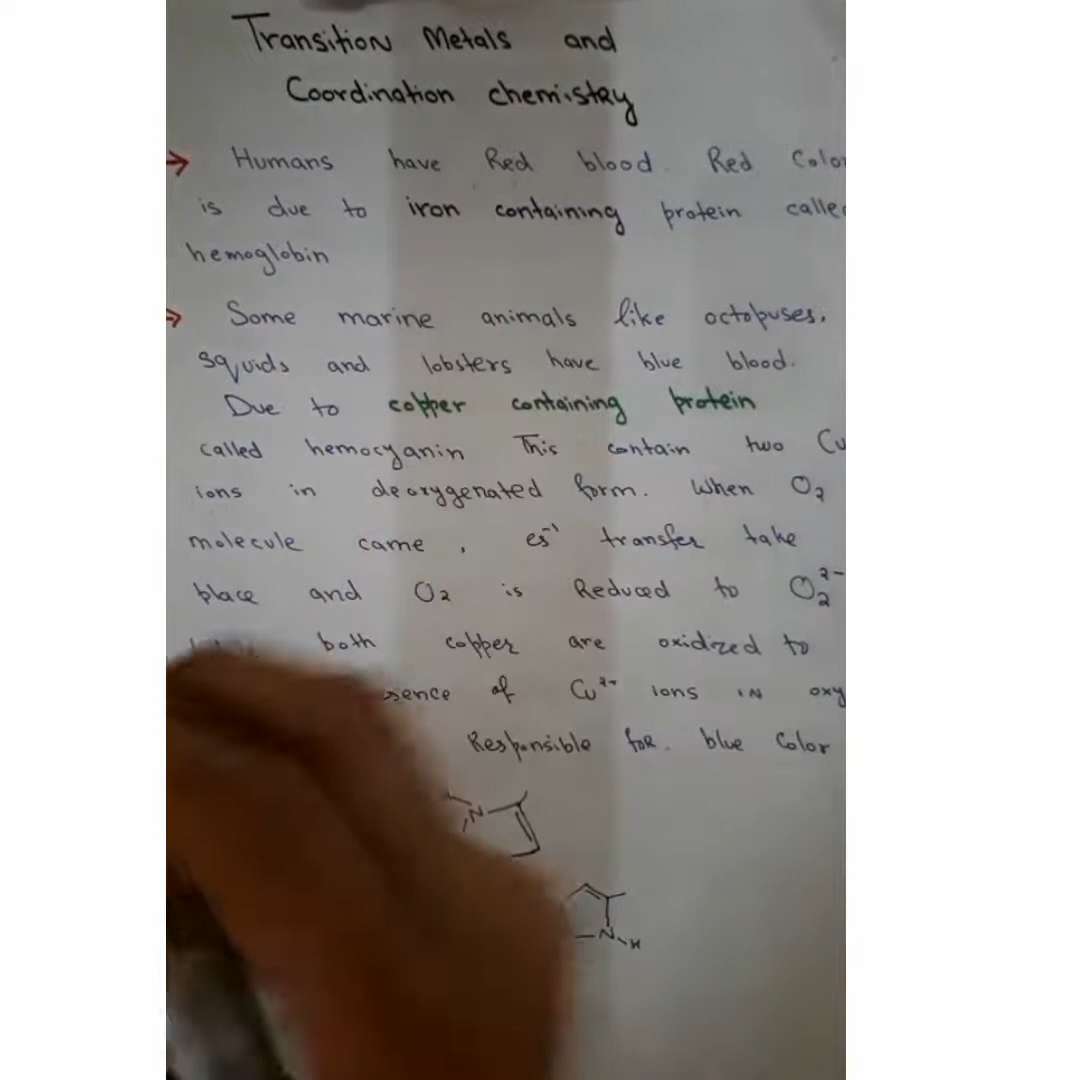 Transition Metals and
Coordination chemistry
→ Humans have Red blood. Red Color
is due to iron containing protein called
hemoglobin
→ Some marine animals like octopuses,
squids and lobsters have blue blood.
Due to copper containing protein
called hemocyanin This contain two Cu
ions in deoxygenated form. When O₂
molecule came, es⁻¹ transfer take
place and O₂ is Reduced to O₂²⁻
both copper are oxidized to
of Cu²⁺ ions IN oxy
Responsible for. blue Color
N
N H